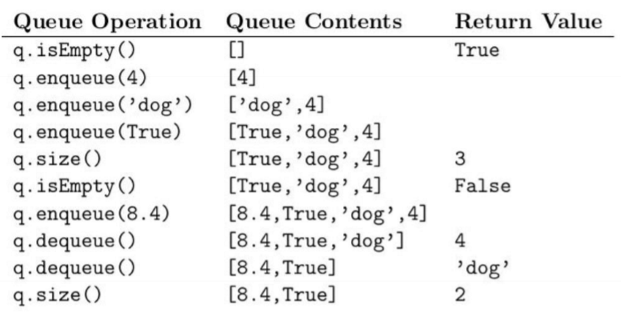 Queue Operation Queue Contents Return Value
q.isEmpty() [] True
q.enqueue(4) [4]
q.enqueue('dog') ['dog',4]
q.enqueue(True) [True,'dog',4]
q.size() [True,'dog',4] 3
q.isEmpty() [True,'dog',4] False
q.enqueue(8.4) [8.4,True,'dog',4]
q.dequeue() [8.4,True,'dog'] 4
q.dequeue() [8.4,True] 'dog'
q.size() [8.4,True] 2